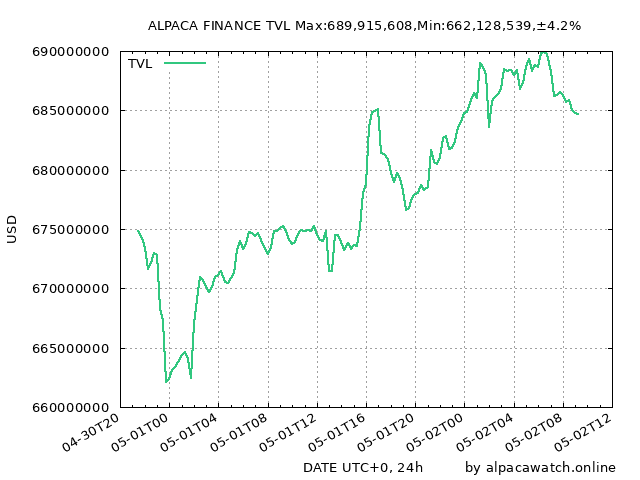 ALPACA FINANCE TVL Max:689,915,608,Min:662,128,539,±4.2%
TVL
690000000
685000000
680000000
675000000
670000000
665000000
660000000
USD
04-30T20
05-01T00
05-01T04
05-01T08
05-01T12
05-01T16
05-01T20
05-02T00
05-02T04
05-02T08
05-02T12
DATE UTC+0, 24h
by alpacawatch.online